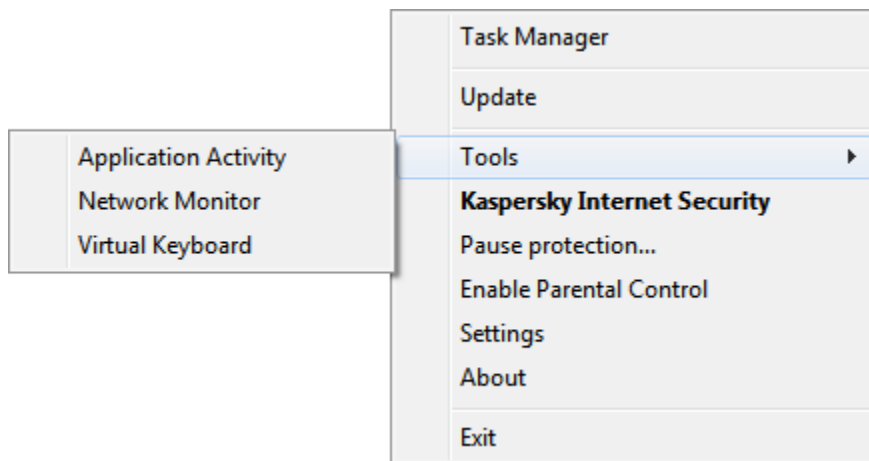 Task Manager
Update
Tools
Application Activity
Network Monitor
Virtual Keyboard
Kaspersky Internet Security
Pause protection...
Enable Parental Control
Settings
About
Exit